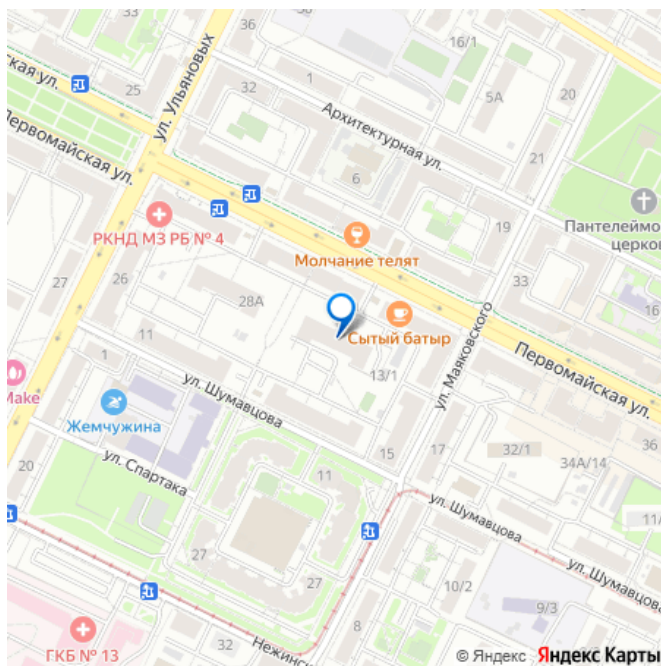 16/1
ская ул.
25
ул. Ульяновых
32
1
5А
20
Архитектурная ул.
Первомайская ул.
6
21
РКНД МЗ РБ № 4
Молчание телят
19
Пантелеймо
церков
27
26
28А
33
16
Сытый батыр
11
1
13/1
ул. Маяковского
Первомайская ул.
Make
Жемчужина
ул. Шумавцова
15
17
32/1
36
20
ул. Спартака
11
34А/14
11/
ул. Шумавцова
27
27
10/2
ул. Шумавцова
9/3
8
ГКБ № 13
32
Нежинс
© Яндекс Яндекс Карты